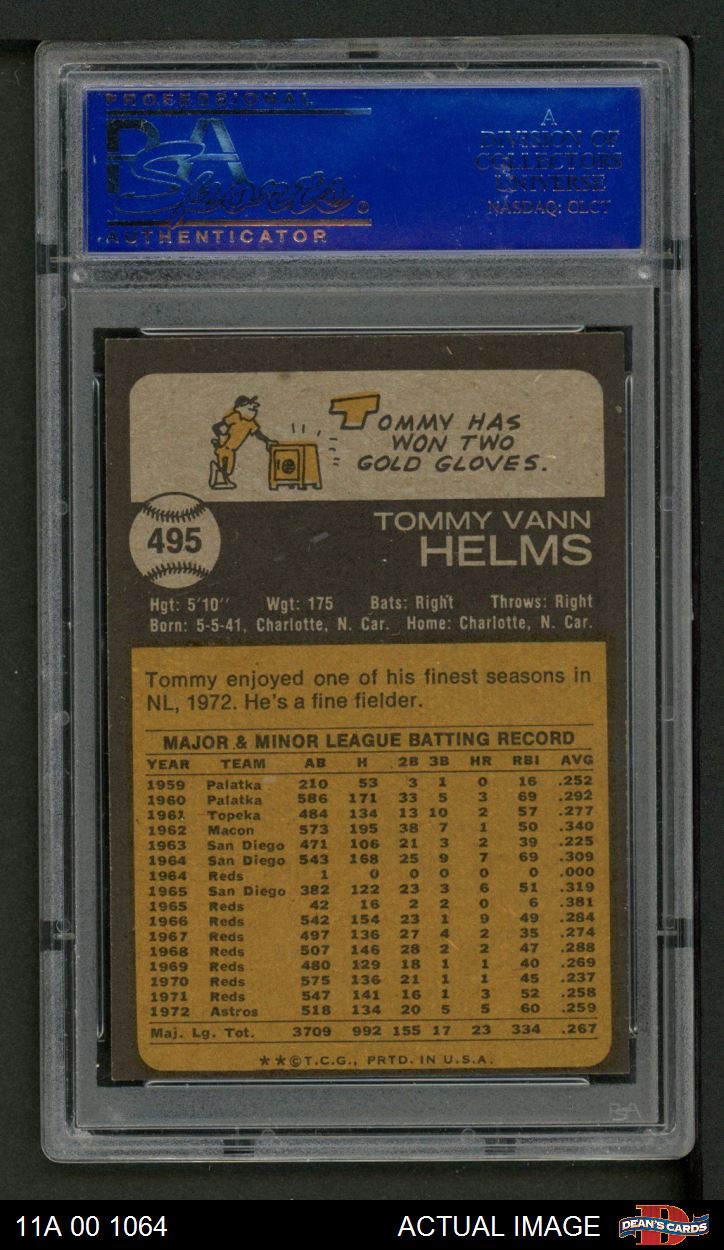 PROFESSIONAL
PSA
Sports
AUTHENTICATOR
A
DIVISION OF
COLLECTORS
UNIVERSE
NASDAQ: CLCT
TOMMY HAS
WON TWO
GOLD GLOVES.
495
TOMMY VANN
HELMS
Hgt: 5'10" Wgt: 175 Bats: Right Throws: Right
Born: 5-5-41, Charlotte, N. Car. Home: Charlotte, N. Car.
Tommy enjoyed one of his finest seasons in
NL, 1972. He's a fine fielder.
MAJOR & MINOR LEAGUE BATTING RECORD
YEAR TEAM AB H 2B 3B HR RBI AVG
1959 Palatka 210 53 3 1 0 16 .252
1960 Palatka 586 171 33 5 3 69 .292
1961 Topeka 484 134 13 10 2 57 .277
1962 Macon 573 195 38 7 1 50 .340
1963 San Diego 471 106 21 3 2 39 .225
1964 San Diego 543 168 25 9 7 69 .309
1964 Reds 1 0 0 0 0 0 .000
1965 San Diego 382 122 23 3 6 51 .319
1965 Reds 42 16 2 2 0 6 .381
1966 Reds 542 154 23 1 9 49 .284
1967 Reds 497 136 27 4 2 35 .274
1968 Reds 507 146 28 2 2 47 .288
1969 Reds 480 129 18 1 1 40 .269
1970 Reds 575 136 21 1 1 45 .237
1971 Reds 547 141 16 1 3 52 .258
1972 Astros 518 134 20 5 5 60 .259
Maj. Lg. Tot. 3709 992 155 17 23 334 .267
**©T.C.G., PRTD. IN U.S.A.
PSA
11A 00 1064 ACTUAL IMAGE DEAN'S CARDS